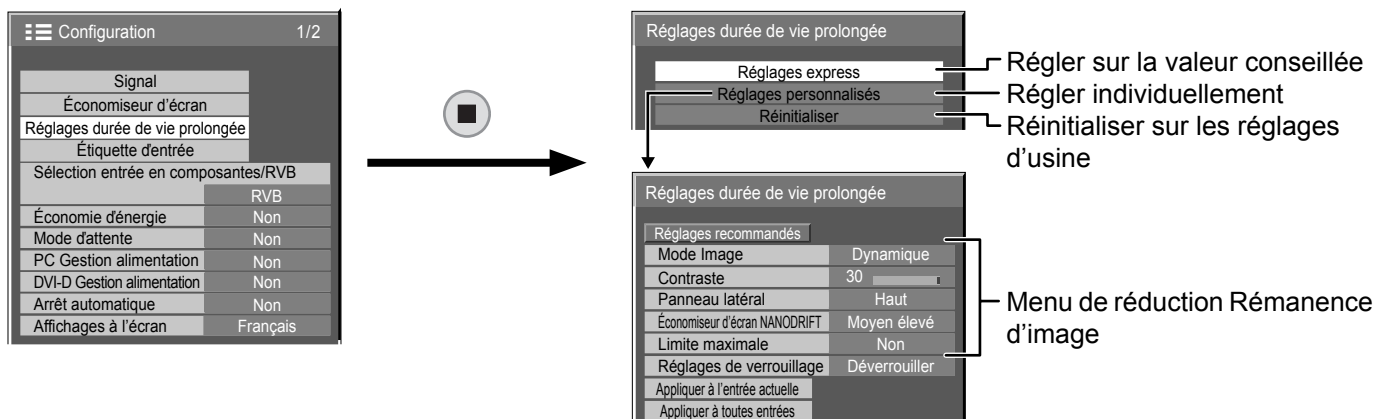 Configuration 1/2
Signal
Économiseur d'écran
Réglages durée de vie prolongée
Étiquette d'entrée
Sélection entrée en composantes/RVB
RVB
Économie d'énergie Non
Mode d'attente Non
PC Gestion alimentation Non
DVI-D Gestion alimentation Non
Arrêt automatique Non
Affichages à l'écran Français
Réglages durée de vie prolongée
Réglages express
Réglages personnalisés
Réinitialiser
Régler sur la valeur conseillée
Régler individuellement
Réinitialiser sur les réglages
d'usine
Réglages durée de vie prolongée
Réglages recommandés
Mode Image Dynamique
Contraste 30
Panneau latéral Haut
Économiseur d'écran NANODRIFT Moyen élevé
Limite maximale Non
Réglages de verrouillage Déverrouiller
Appliquer à l'entrée actuelle
Appliquer à toutes entrées
Menu de réduction Rémanence
d'image